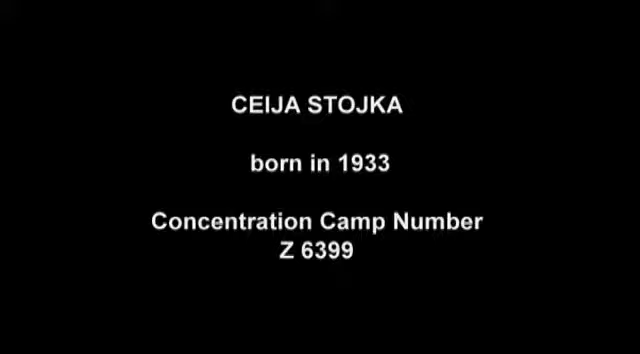 CEIJA STOJKA
born in 1933
Concentration Camp Number
Z 6399